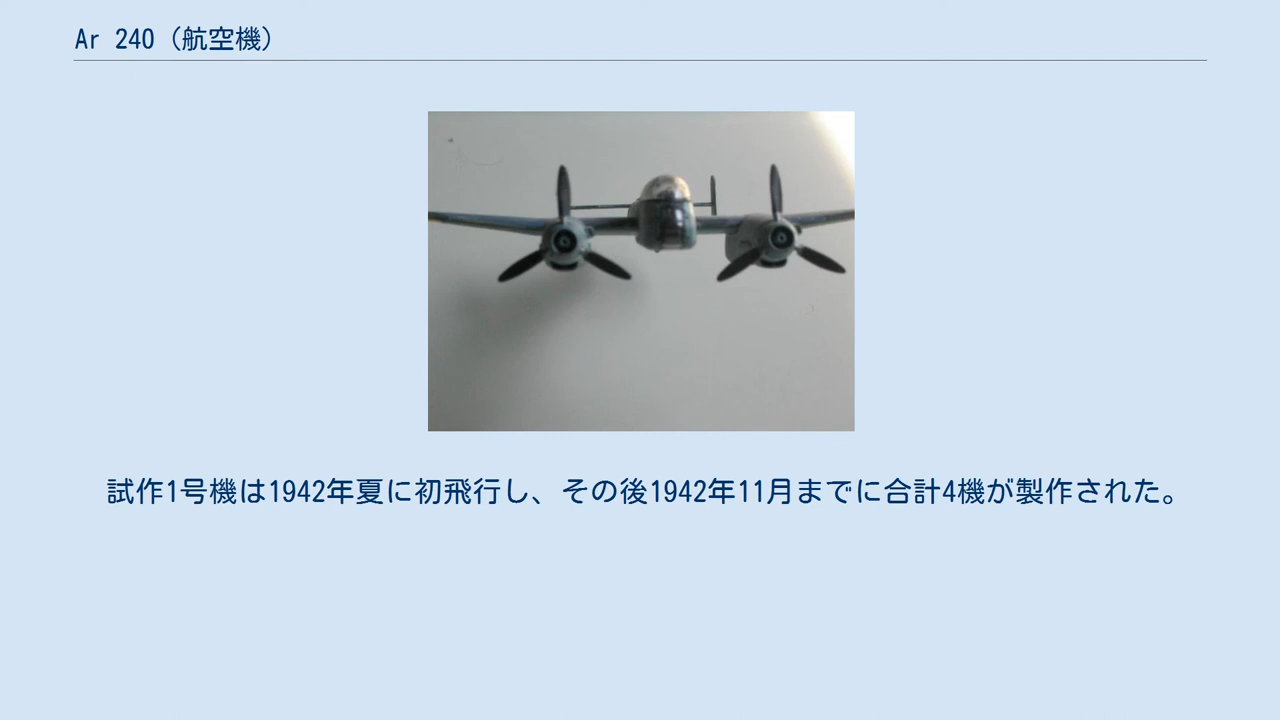 Ar 240（航空機）
試作1号機は1942年夏に初飛行し、その後1942年11月までに合計4機が製作された。